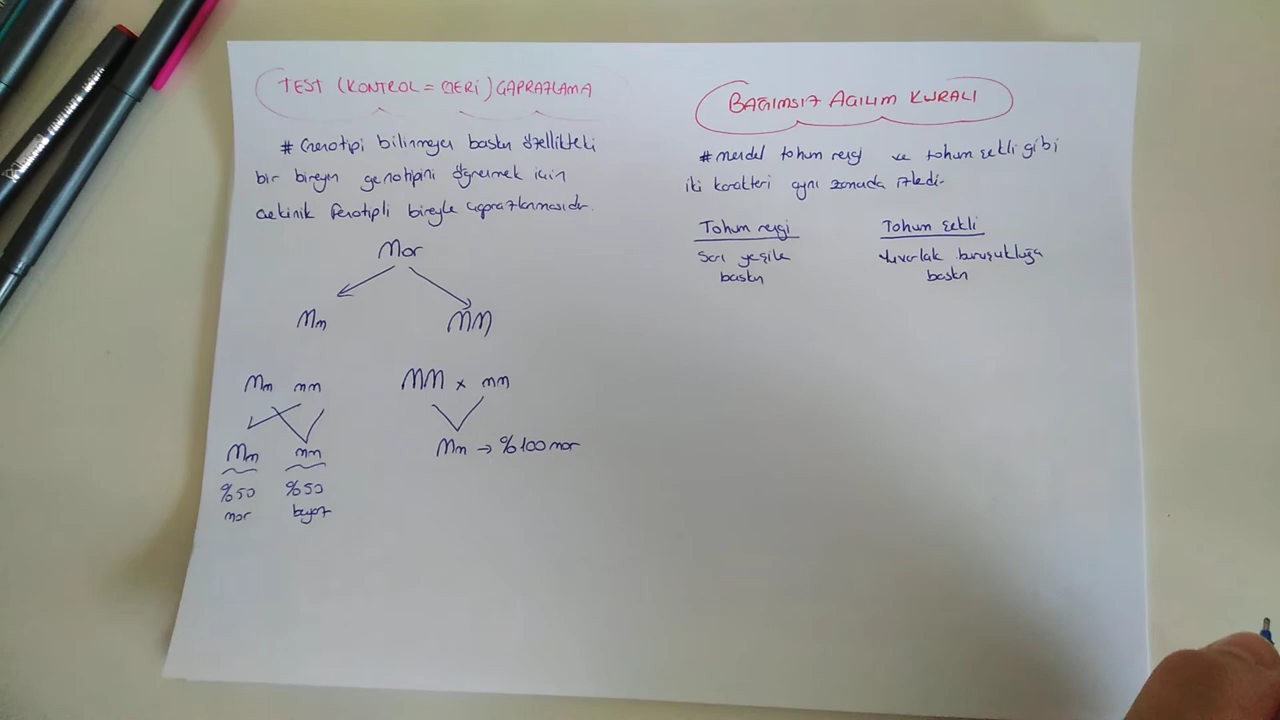 TEST (KONTROL = GERİ) ÇAPRAZLAMA
# Genotipi bilinmeyen baskın özellikteki
bir bireyin genotipini öğrenmek için
çekinik fenotipli bireyle çaprazlanmasıdır.
Mor
Mm MM
Mm mm
Mm mm
%50 %50
mor beyaz
MM x mm
Mm → %100 mor
BAĞIMSIZ AÇILIM KURALI
# mendel tohum rengi ve tohum şekli gibi
iki karakteri aynı zamanda izledi.
Tohum rengi
Sarı yeşile
baskın
Tohum şekli
Yuvarlak buruşukluğa
baskın